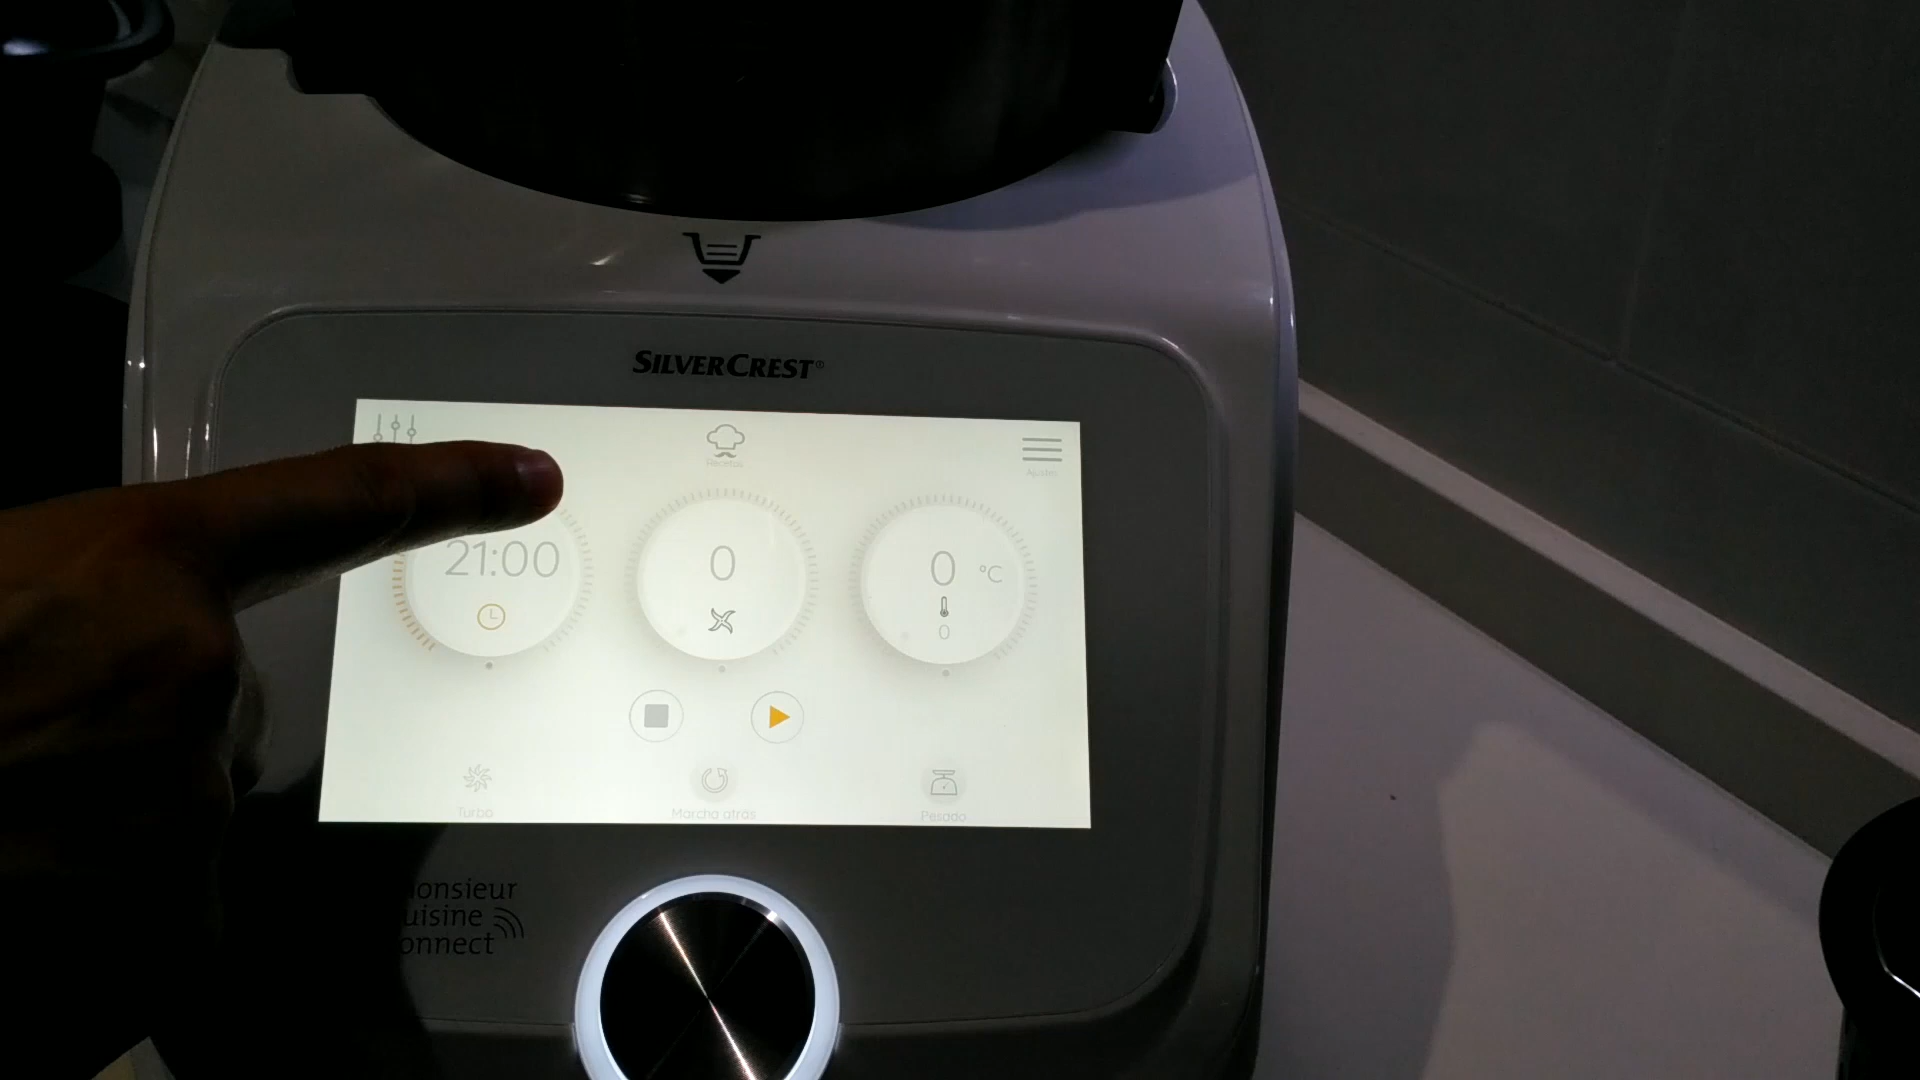 SILVERCREST®
Recetas
Ajustes
21:00
0
0 °C
0
Turbo
Marcha atrás
Pesado
onsieur
uisine
onnect